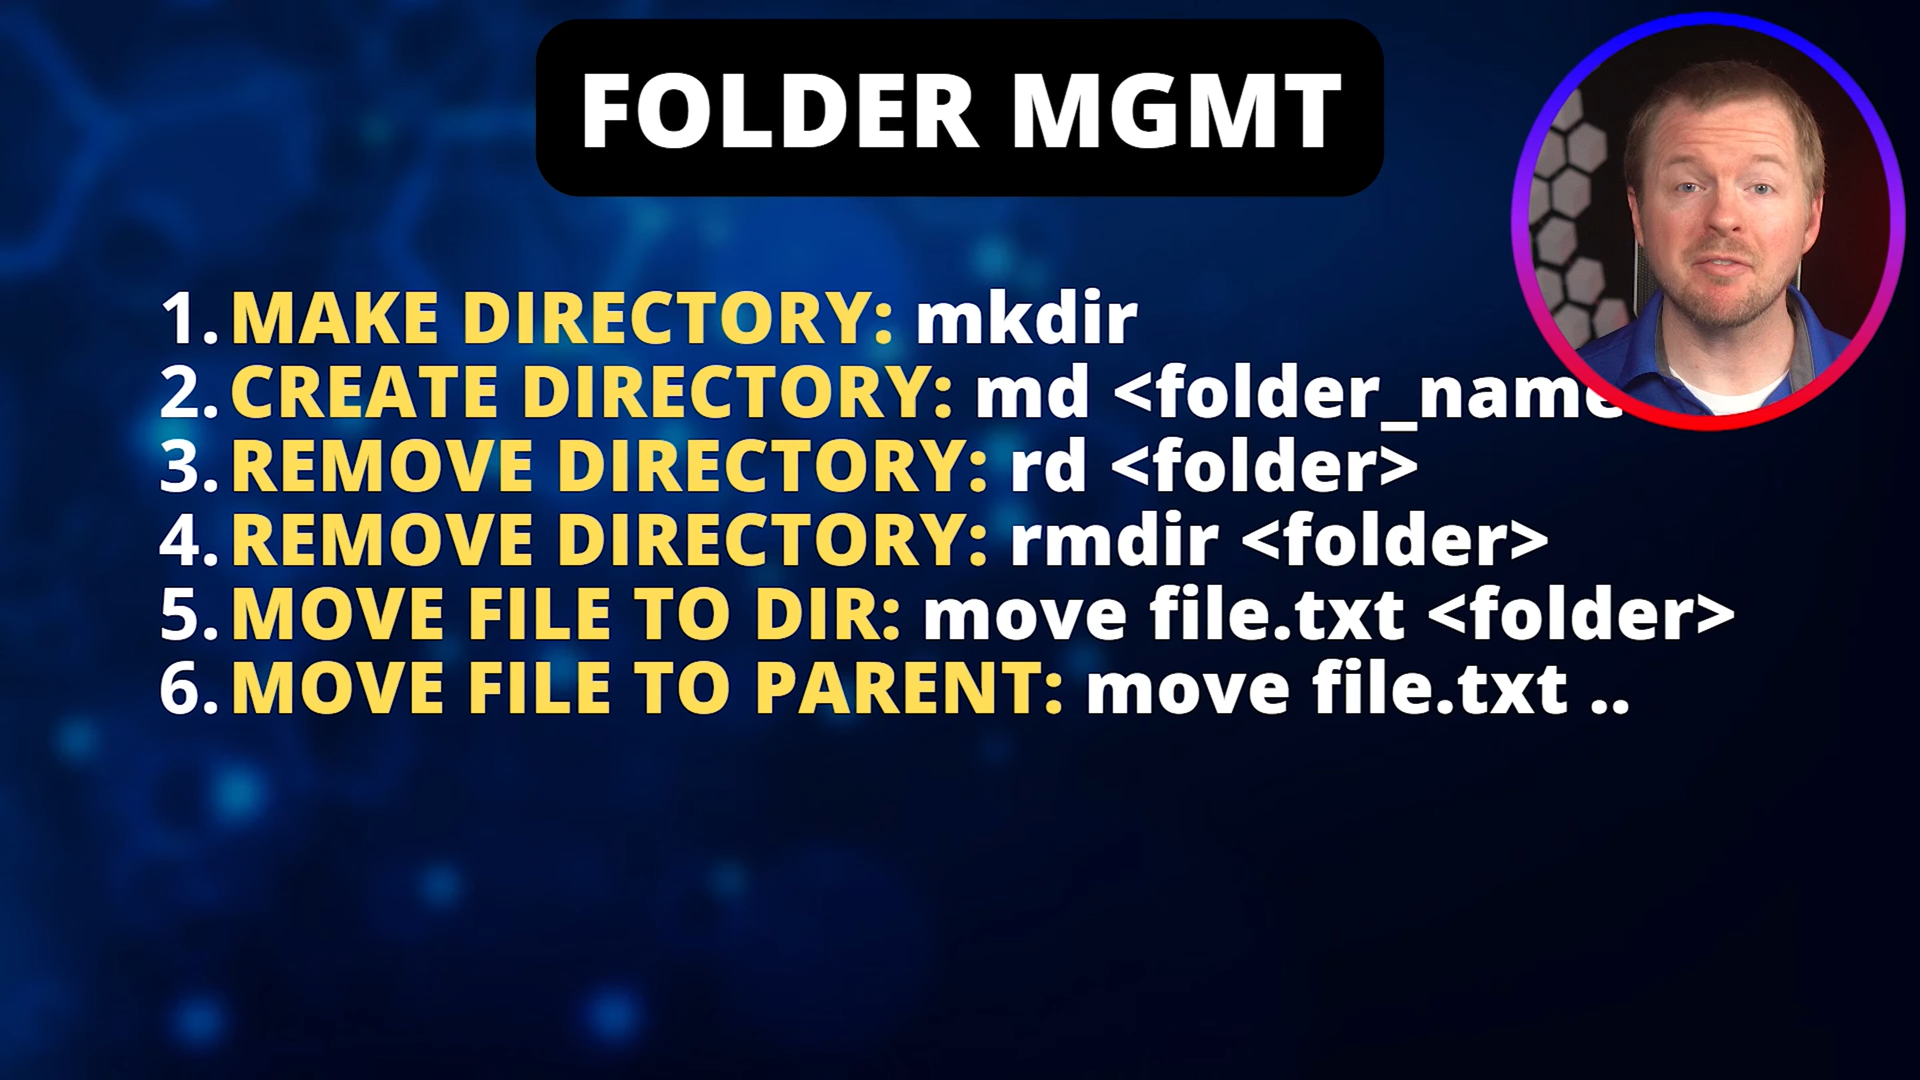 FOLDER MGMT
1. MAKE DIRECTORY: mkdir
2. CREATE DIRECTORY: md <folder_name
3. REMOVE DIRECTORY: rd <folder>
4. REMOVE DIRECTORY: rmdir <folder>
5. MOVE FILE TO DIR: move file.txt <folder>
6. MOVE FILE TO PARENT: move file.txt ..